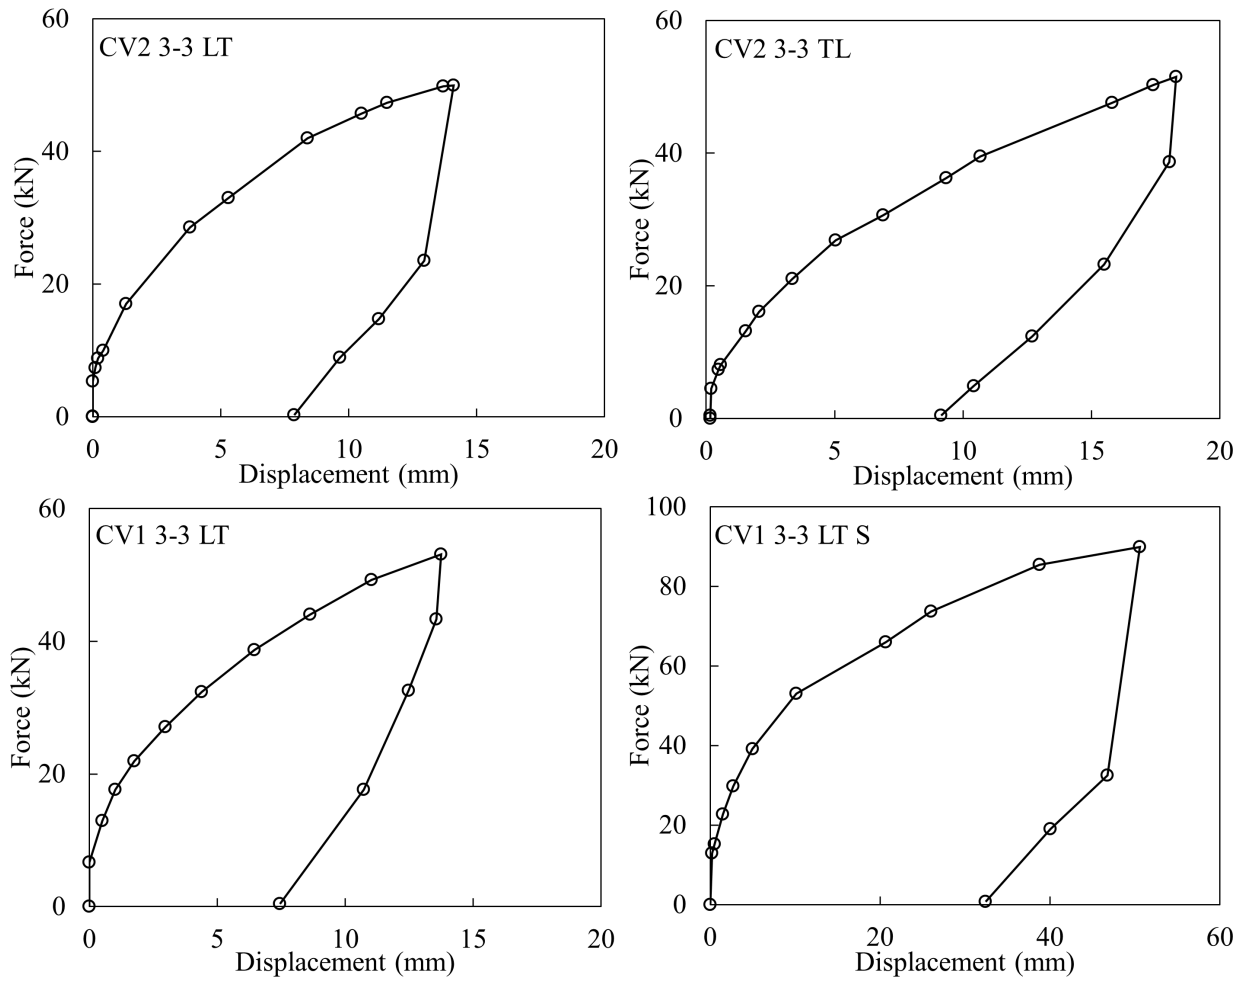 CV2 3-3 LT
Force (kN)
60
40
20
0
0 5 10 15 20
Displacement (mm)
CV2 3-3 TL
Force (kN)
60
40
20
0
0 5 10 15 20
Displacement (mm)
CV1 3-3 LT
Force (kN)
60
40
20
0
0 5 10 15 20
Displacement (mm)
CV1 3-3 LT S
Force (kN)
100
80
60
40
20
0
0 20 40 60
Displacement (mm)